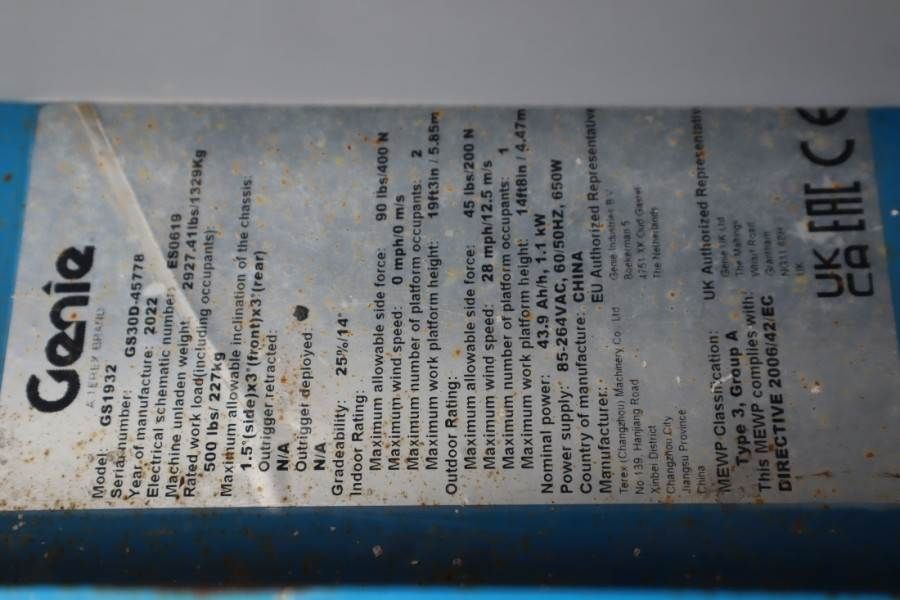 Genie
A TEREX BRAND
Model: GS1932
Serial number: GS30D-45778
Year of manufacture: 2022
Electrical schematic number: ES0619
Machine unladen weight 2927.41lbs/1329Kg
Rated work load(including occupants):
500 lbs/ 227kg
Maximum allowable inclination of the chassis:
1.5°(side)x3°(front)x3°(rear)
Outrigger retracted:
N/A
Outrigger deployed:
N/A
Gradeability: 25%/14°
Indoor Rating:
Maximum allowable side force: 90 lbs/400 N
Maximum wind speed: 0 mph/0 m/s
Maximum number of platform occupants: 2
Maximum work platform height: 19ft3in / 5.85m
Outdoor Rating:
Maximum allowable side force: 45 lbs/200 N
Maximum wind speed: 28 mph/12.5 m/s
Maximum number of platform occupants: 1
Maximum work platform height: 14ft8in / 4.47m
Nominal power: 43.9 Ah/h, 1.1 kW
Power supply: 85-264VAC, 60/50HZ, 650W
Country of manufacture: CHINA
Manufacturer:
Terex (Changzhou) Machinery Co., Ltd
No 139, Hanjiang Road
Xinbei District
Changzhou City
Jiangsu Province
China
EU Authorized Representative
Genie Industries B.V.
Boekerman 5
4751 XK Oud Gastel
The Netherlands
MEWP Classification:
Type 3, Group A
This MEWP complies with:
DIRECTIVE 2006/42/EC
UK Authorized Representative
Genie UK Ltd
The Maltings
Wharf Road
Grantham
UK
UK
CA
EAC
CE